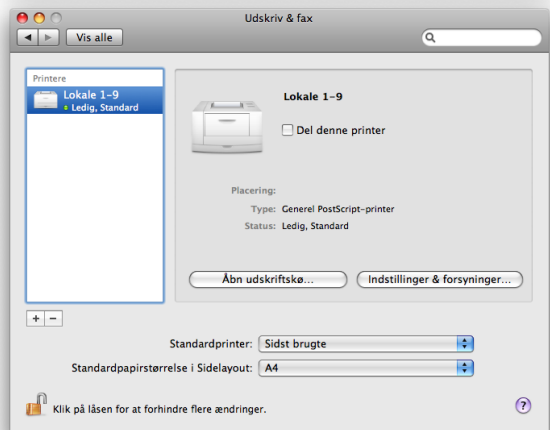 Udskriv & fax
Vis alle
Printere
Lokale 1-9
Ledig, Standard
Lokale 1-9
Del denne printer
Placering:
Type: Generel PostScript-printer
Status: Ledig, Standard
Åbn udskriftskø...
Indstillinger & forsyninger...
+ −
Standardprinter: Sidst brugte
Standardpapirstørrelse i Sidelayout: A4
Klik på låsen for at forhindre flere ændringer.
?